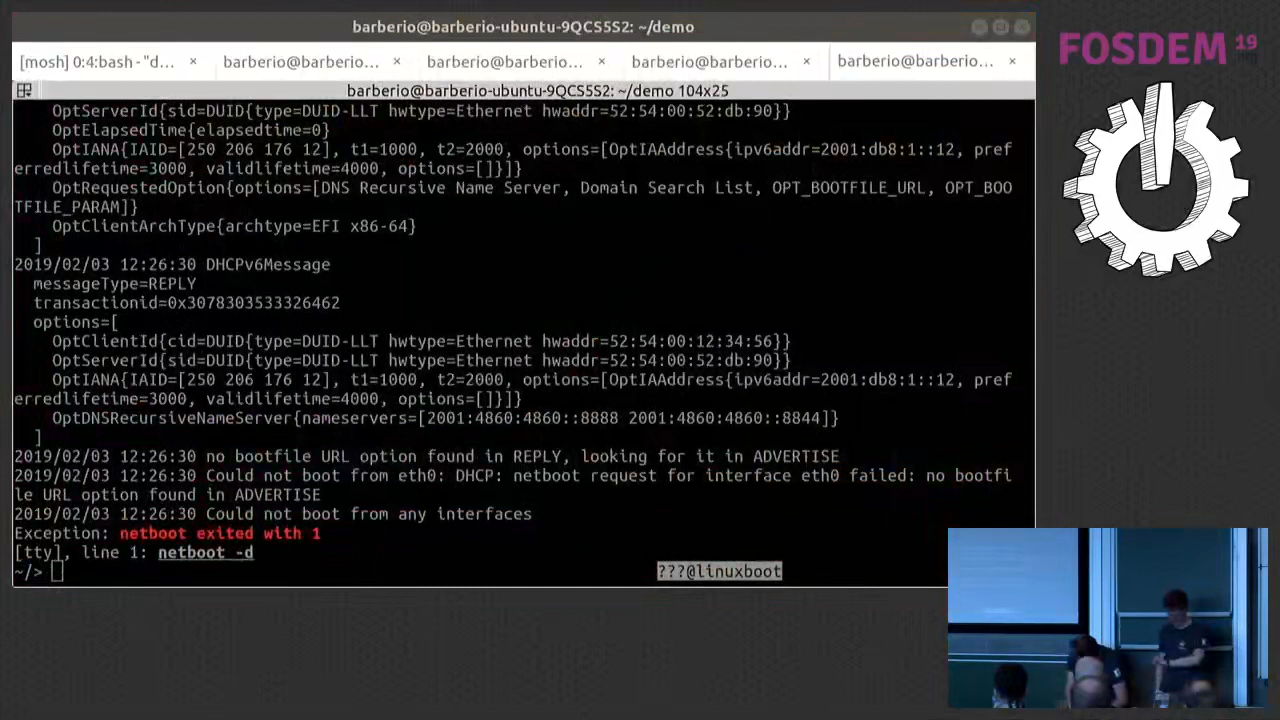 barberio@barberio-ubuntu-9QCS5S2: ~/demo
[mosh] 0:4:bash - "d... × barberio@barberio... × barberio@barberio... × barberio@barberio... × barberio@barberio... ×
barberio@barberio-ubuntu-9QCS5S2: ~/demo 104x25
OptServerId{sid=DUID{type=DUID-LLT hwtype=Ethernet hwaddr=52:54:00:52:db:90}}
OptElapsedTime{elapsedtime=0}
OptIANA{IAID=[250 206 176 12], t1=1000, t2=2000, options=[OptIAAddress{ipv6addr=2001:db8:1::12, pref
erredlifetime=3000, validlifetime=4000, options=[]}]}
OptRequestedOption{options=[DNS Recursive Name Server, Domain Search List, OPT_BOOTFILE_URL, OPT_BOO
TFILE_PARAM]}
OptClientArchType{archtype=EFI x86-64}
]
2019/02/03 12:26:30 DHCPv6Message
messageType=REPLY
transactionid=0x3078303533326462
options=[
OptClientId{cid=DUID{type=DUID-LLT hwtype=Ethernet hwaddr=52:54:00:12:34:56}}
OptServerId{sid=DUID{type=DUID-LLT hwtype=Ethernet hwaddr=52:54:00:52:db:90}}
OptIANA{IAID=[250 206 176 12], t1=1000, t2=2000, options=[OptIAAddress{ipv6addr=2001:db8:1::12, pref
erredlifetime=3000, validlifetime=4000, options=[]}]}
OptDNSRecursiveNameServer{nameservers=[2001:4860:4860::8888 2001:4860:4860::8844]}
]
2019/02/03 12:26:30 no bootfile URL option found in REPLY, looking for it in ADVERTISE
2019/02/03 12:26:30 Could not boot from eth0: DHCP: netboot request for interface eth0 failed: no bootfi
le URL option found in ADVERTISE
2019/02/03 12:26:30 Could not boot from any interfaces
Exception: netboot exited with 1
[tty], line 1: netboot -d
~/> ???@linuxboot
FOSDEM 19